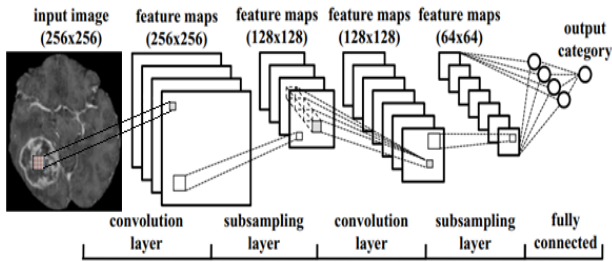 input image
(256x256)
feature maps
(256x256)
feature maps
(128x128)
feature maps
(128x128)
feature maps
(64x64)
output
category
convolution
layer
subsampling
layer
convolution
layer
subsampling
layer
fully
connected